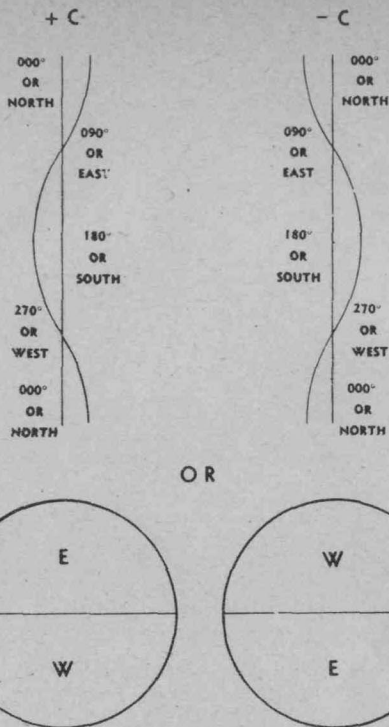 + C
- C
000°
OR
NORTH
090°
OR
EAST
180°
OR
SOUTH
270°
OR
WEST
000°
OR
NORTH
000°
OR
NORTH
090°
OR
EAST
180°
OR
SOUTH
270°
OR
WEST
000°
OR
NORTH
OR
E
W
W
E